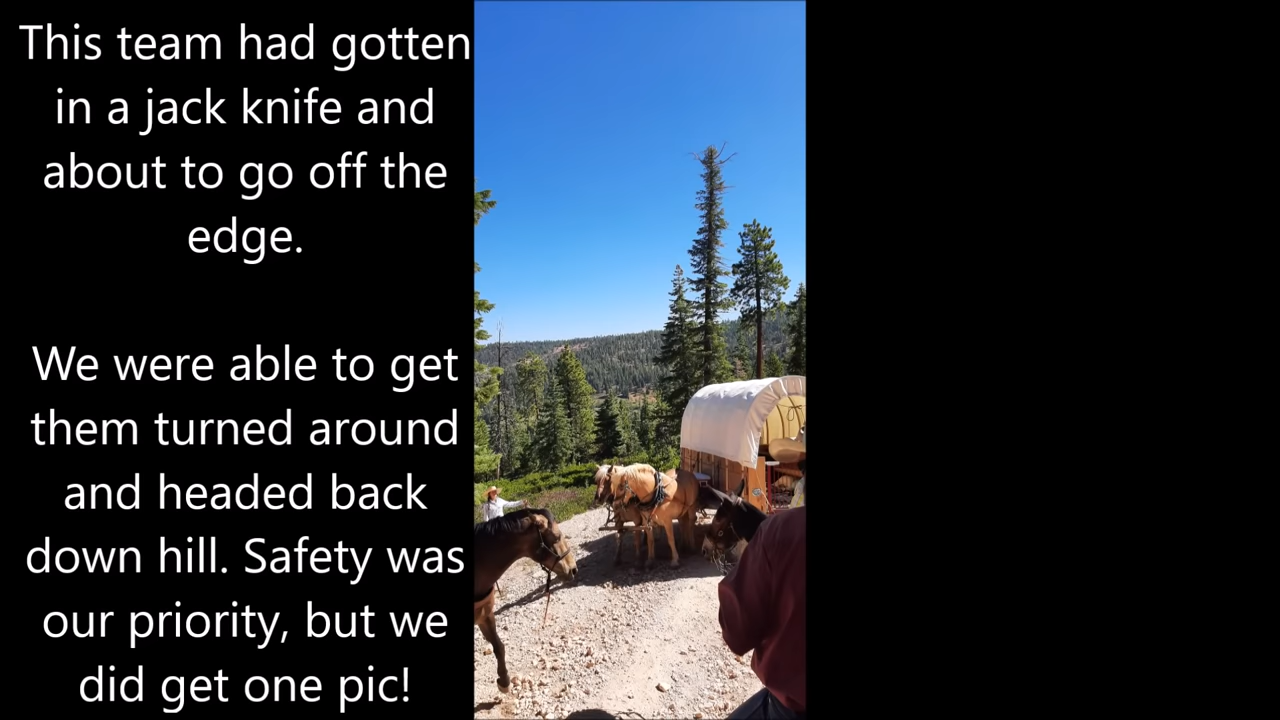 This team had gotten
in a jack knife and
about to go off the
edge.
We were able to get
them turned around
and headed back
down hill. Safety was
our priority, but we
did get one pic!